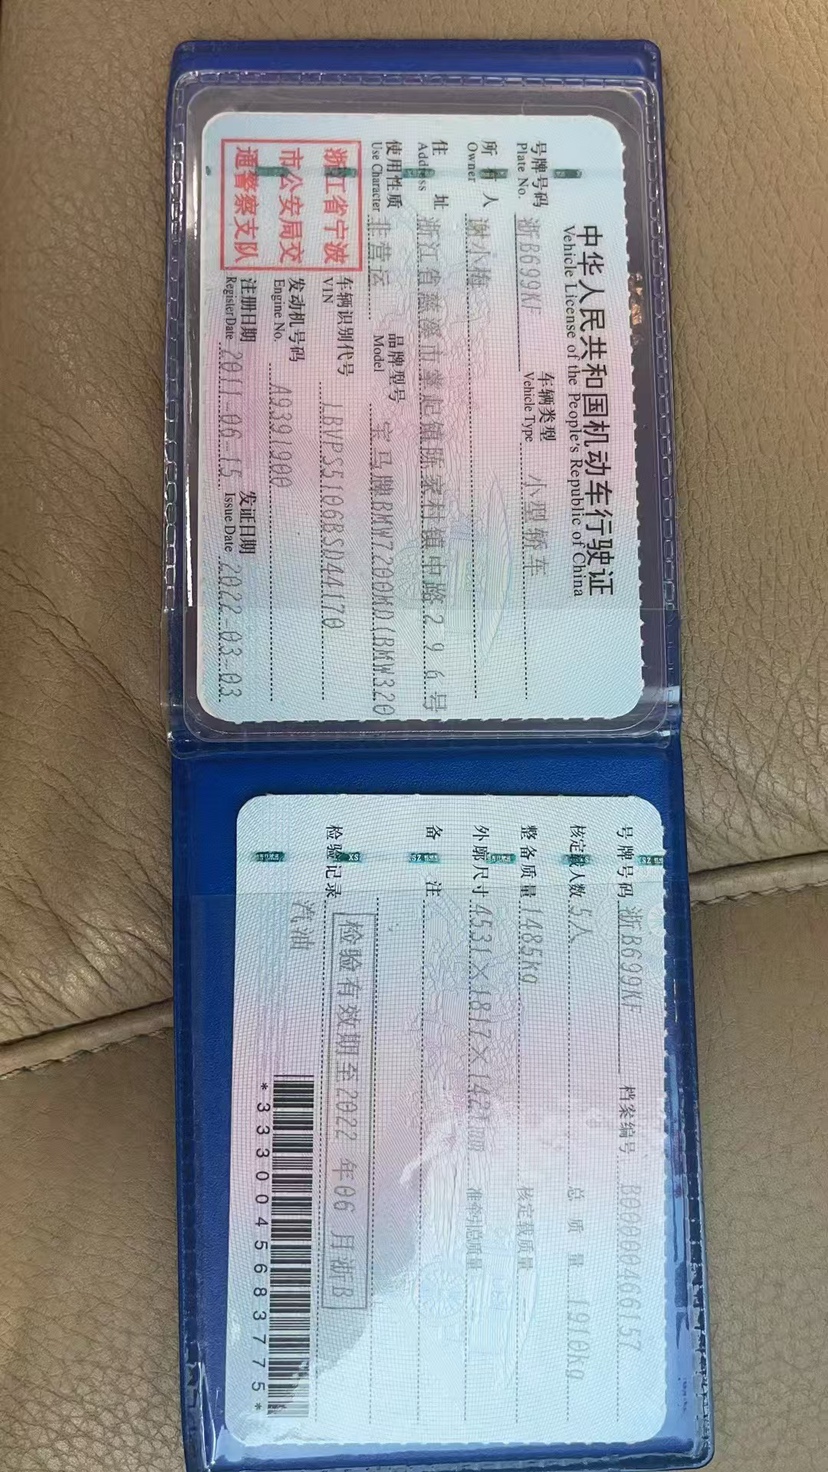 中华人民共和国机动车行驶证
Vehicle License of the People's Republic of China
号牌号码 浙B699KF 车辆类型 小型轿车
Plate No. Vehicle Type
所有人 谢小梅
Owner
住址 浙江省慈溪市掌起镇陈家村镇中路296号
Address
使用性质 非营运 品牌型号 宝马牌BMW7200MD(BMW320
Use Character Model
浙江省宁波
市公安局交
通警察支队
车辆识别代号 LBVPS5106BSD44170
VIN
发动机号码 A9391900
Engine No.
注册日期 2011-06-15 发证日期 2022-03-03
Register Date Issue Date
号牌号码 浙B699KF 档案编号 B00000466157
核定载人数 5人 总质量 1910kg
整备质量 1485kg 核定载质量 --
外廓尺寸 4531×1817×1421mm 准牵引总质量
备注
检验有效期至2022年06月浙B
检验记录
汽油
*3330045683775*